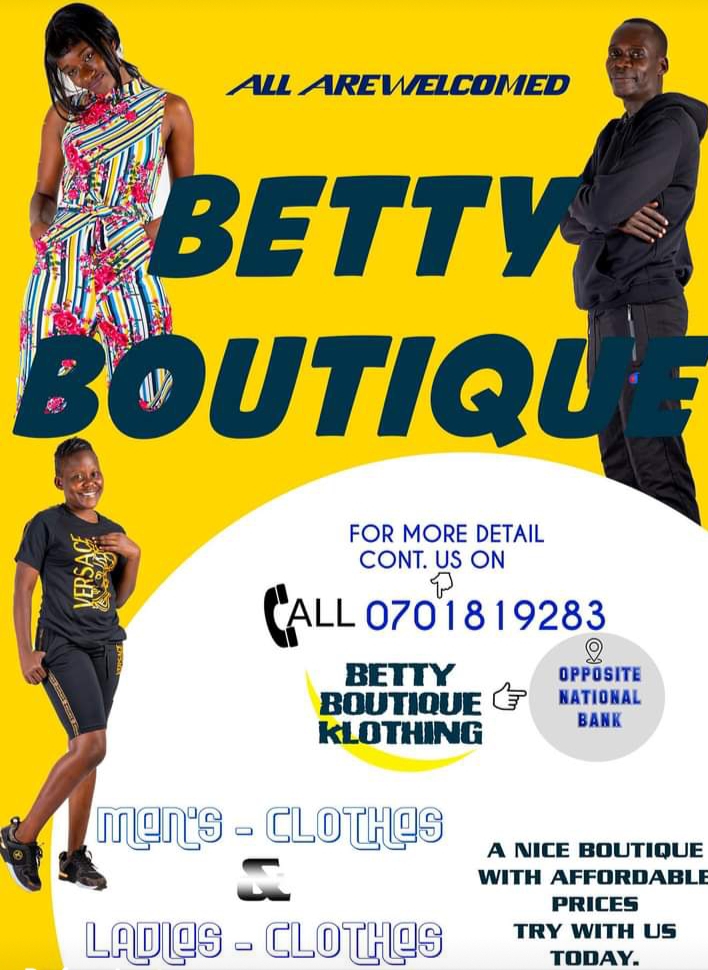 ALL AREWELCOMED
BETTY
BOUTIQUE
VERSACE
FOR MORE DETAIL
CONT. US ON
CALL 0701819283
BETTY
BOUTIQUE
KLOTHING
OPPOSITE
NATIONAL
BANK
MEN'S - CLOTHES
&
LADIES - CLOTHES
A NICE BOUTIQUE
WITH AFFORDABLE
PRICES
TRY WITH US
TODAY.